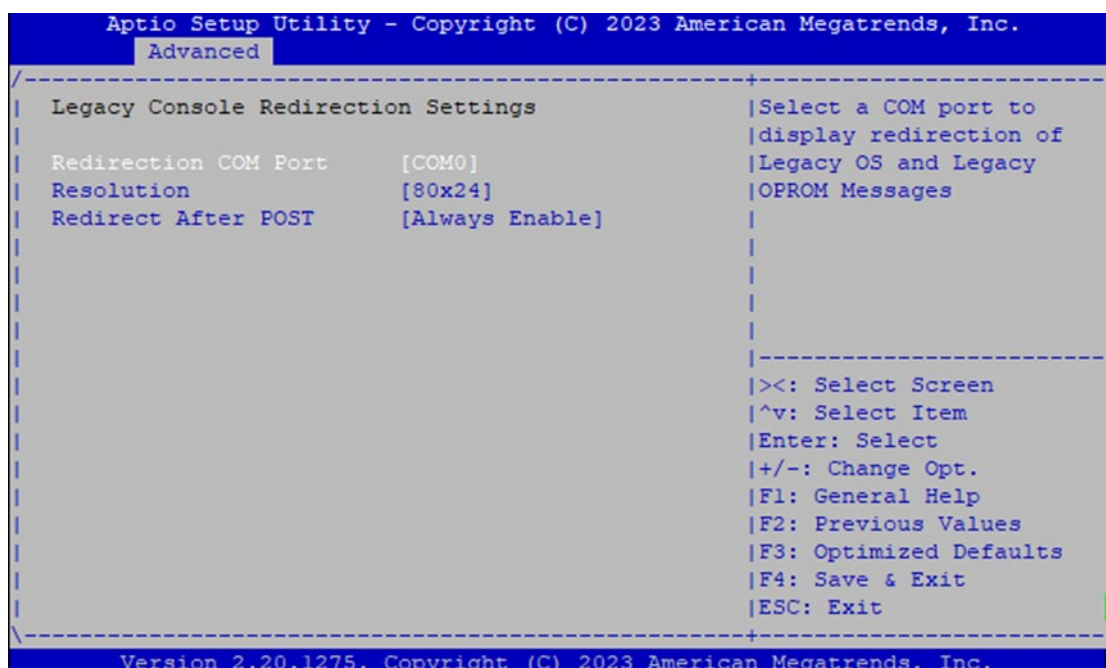 Aptio Setup Utility - Copyright (C) 2023 American Megatrends, Inc.
Advanced
Legacy Console Redirection Settings
Redirection COM Port [COM0]
Resolution [80x24]
Redirect After POST [Always Enable]
Select a COM port to
display redirection of
Legacy OS and Legacy
OPROM Messages
><: Select Screen
^v: Select Item
Enter: Select
+/-: Change Opt.
F1: General Help
F2: Previous Values
F3: Optimized Defaults
F4: Save & Exit
ESC: Exit
Version 2.20.1275. Copyright (C) 2023 American Megatrends, Inc.